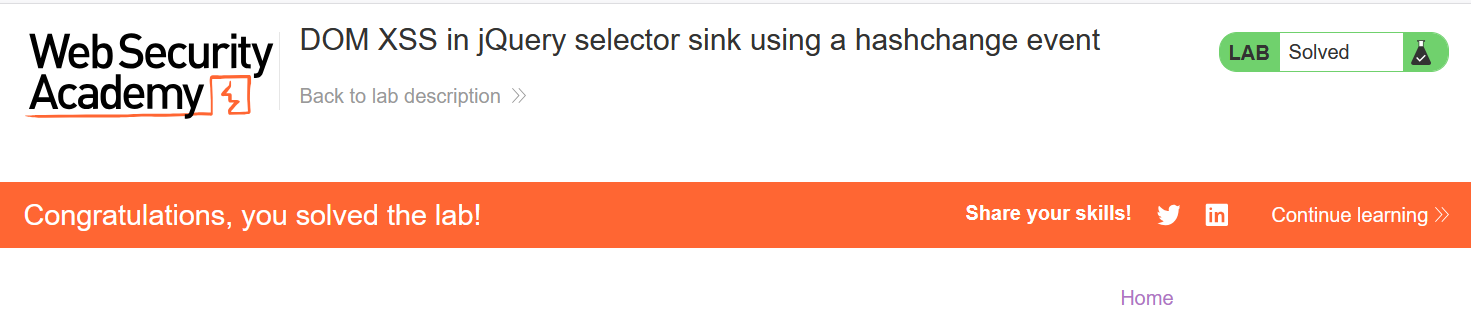 Web Security
Academy
DOM XSS in jQuery selector sink using a hashchange event
Back to lab description
LAB Solved
Congratulations, you solved the lab!
Share your skills!
Continue learning
Home